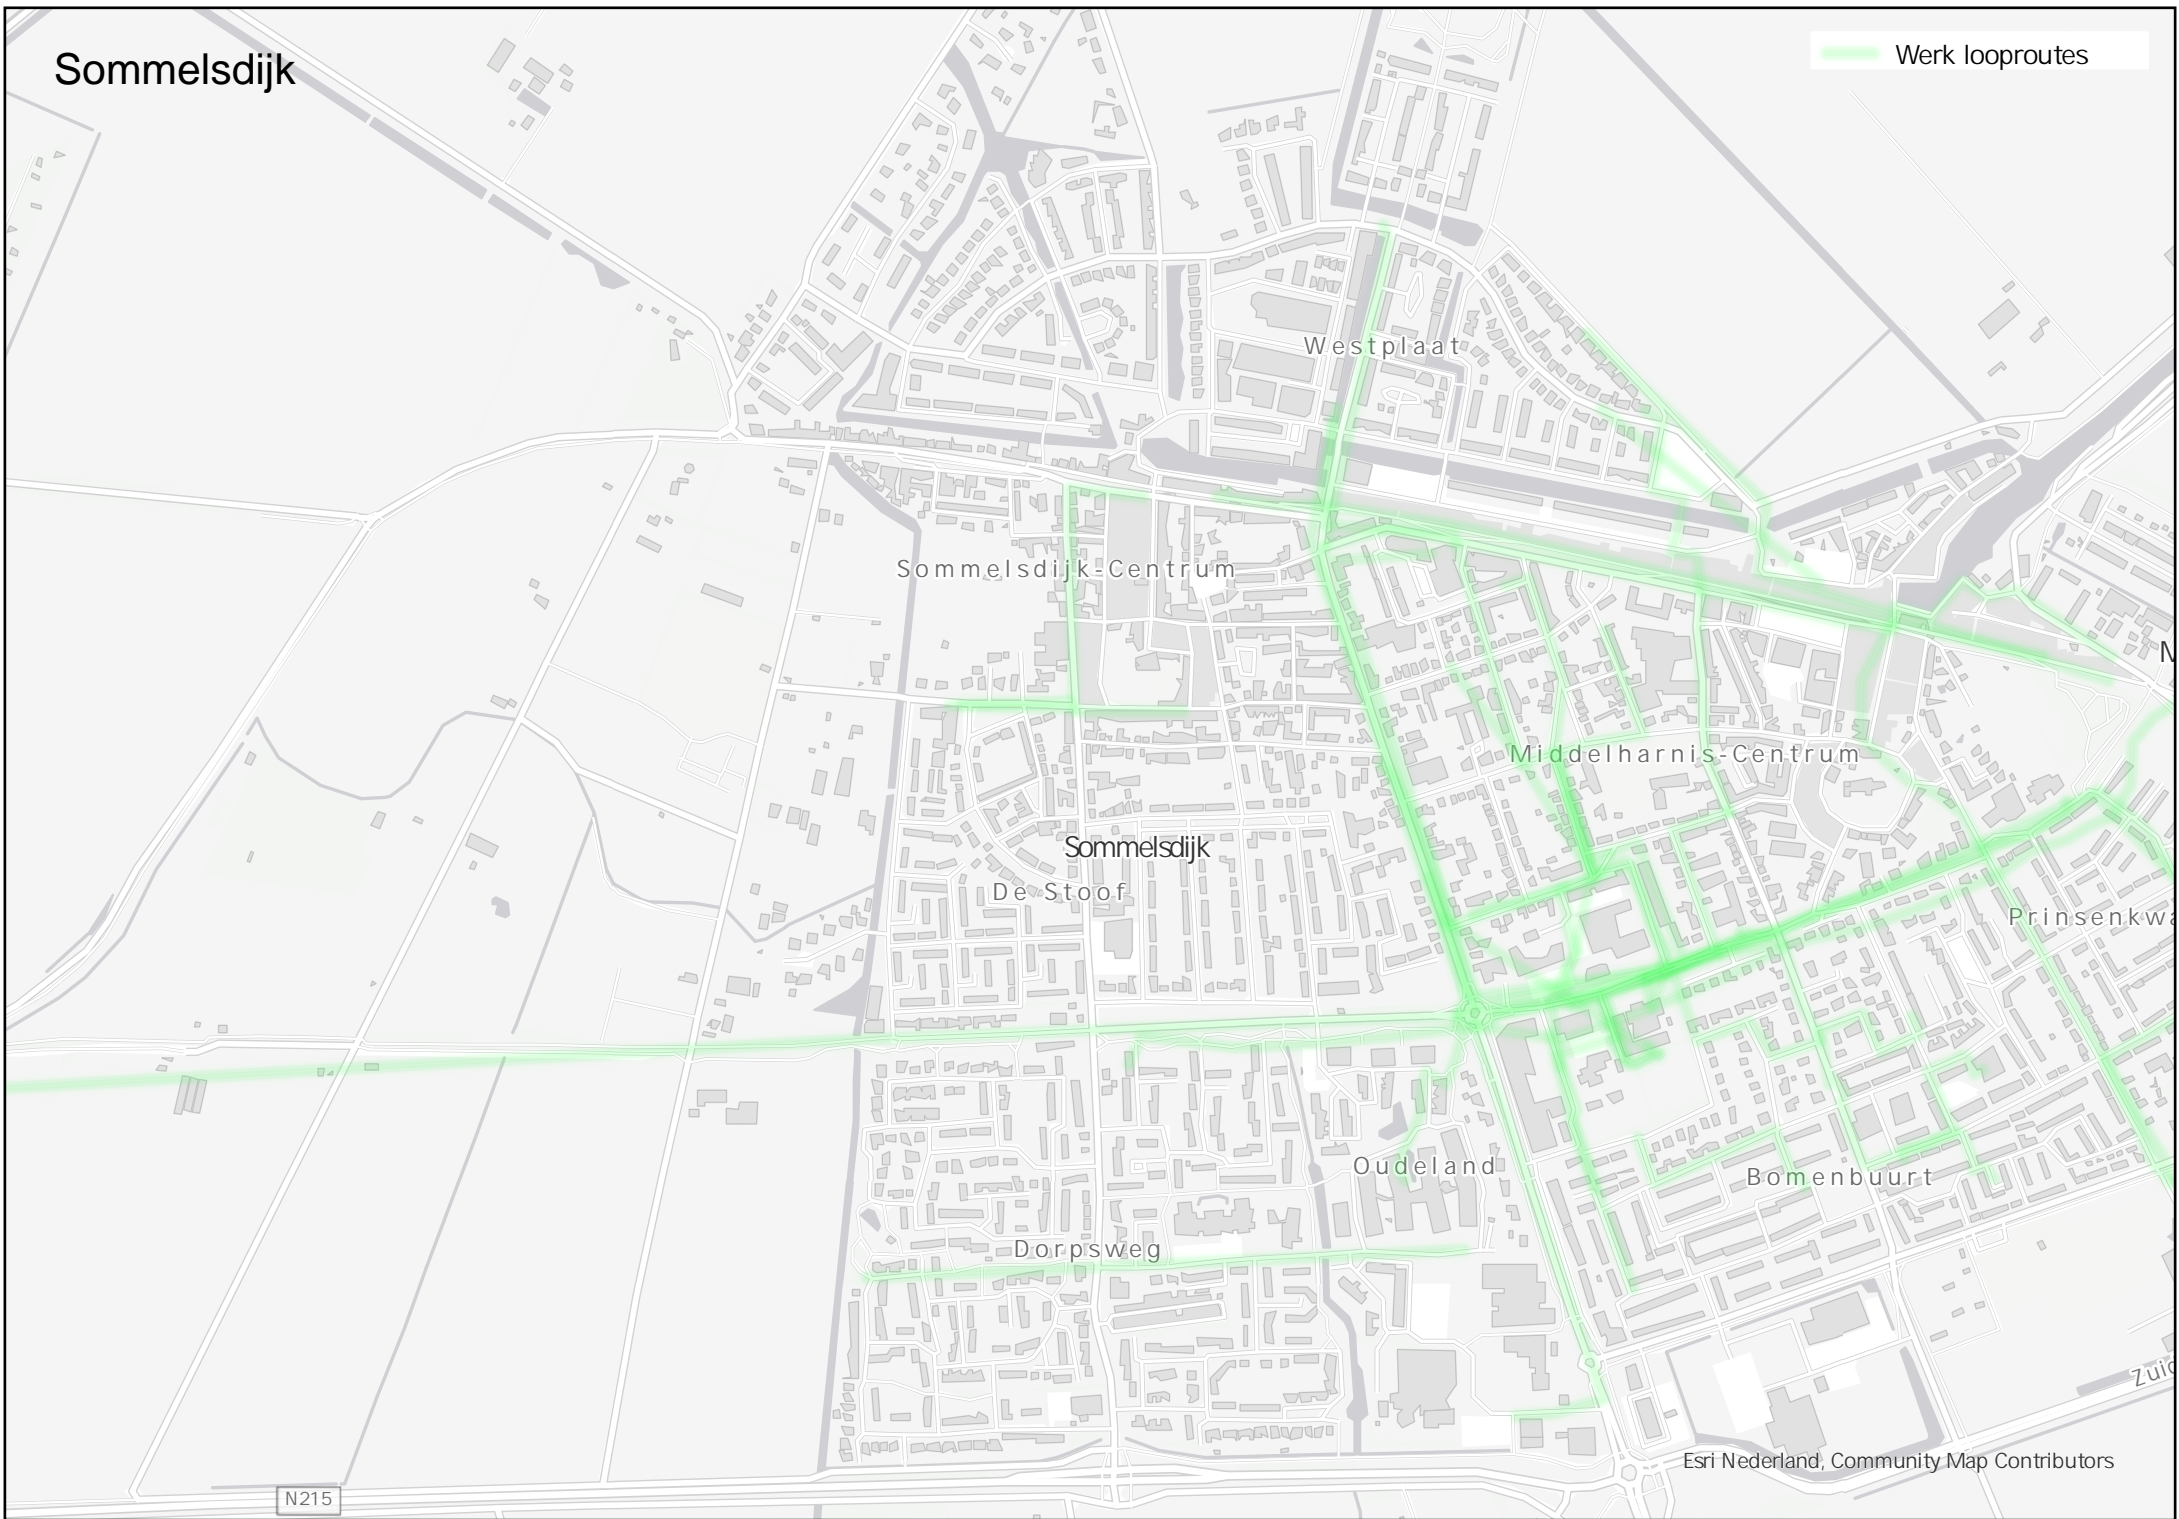 Sommelsdijk
Werk looproutes
Westplaat
Sommelsdijk-Centrum
M
Middelharnis-Centrum
Sommelsdijk
De Stoof
Prinsenkwa
Oudeland
Bomenbuurt
Dorpsweg
Zuid
Esri Nederland, Community Map Contributors
N215